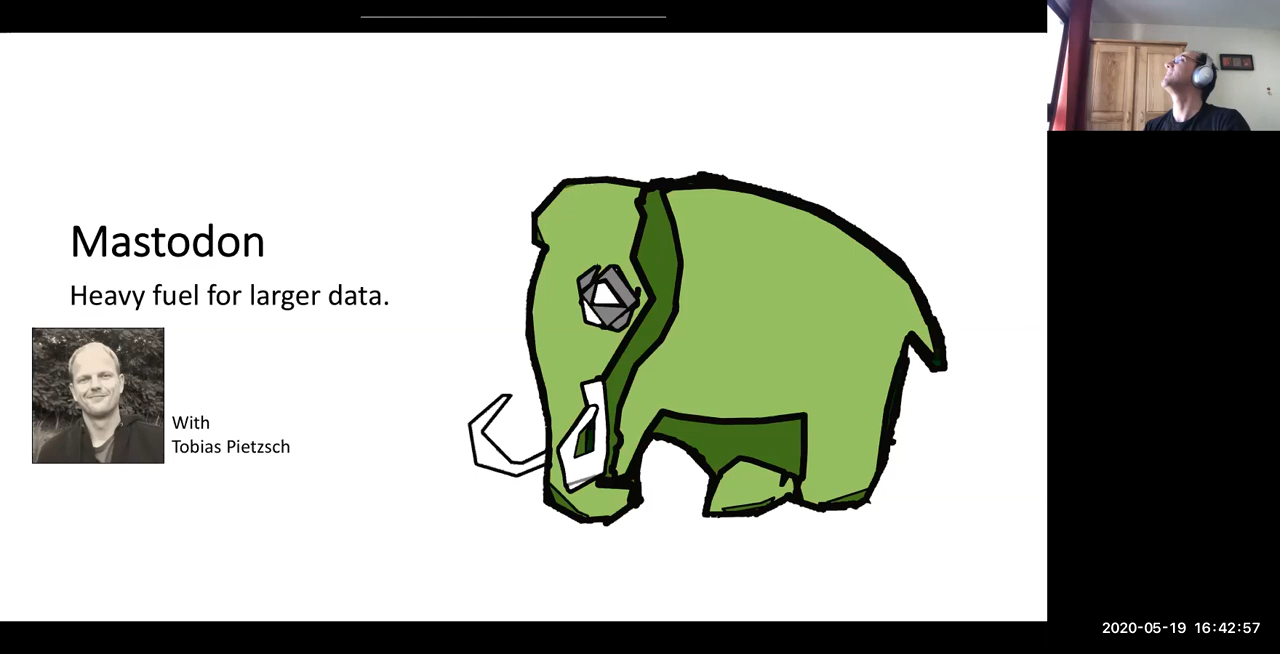 Mastodon
Heavy fuel for larger data.
With
Tobias Pietzsch
2020-05-19 16:42:57